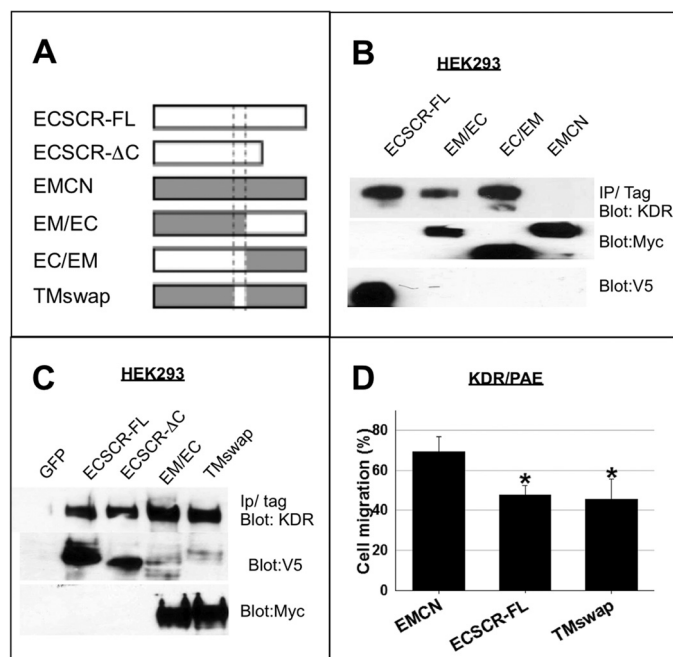 A
ECSCR-FL
ECSCR-ΔC
EMCN
EM/EC
EC/EM
TMswap
B
HEK293
ECSCR-FL
EM/EC
EC/EM
EMCN
IP/ Tag
Blot: KDR
Blot:Myc
Blot:V5
C
HEK293
GFP
ECSCR-FL
ECSCR-ΔC
EM/EC
TMswap
Ip/ tag
Blot: KDR
Blot:V5
Blot:Myc
D
KDR/PAE
Cell migration (%)
80
60
40
20
0
*
*
EMCN
ECSCR-FL
TMswap